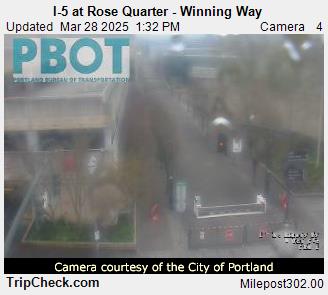 I-5 at Rose Quarter - Winning Way
Updated Mar 28 2025 1:32 PM Camera 4
PBOT
PORTLAND BUREAU OF TRANSPORTATION
Camera courtesy of the City of Portland
TripCheck.com Milepost302.00